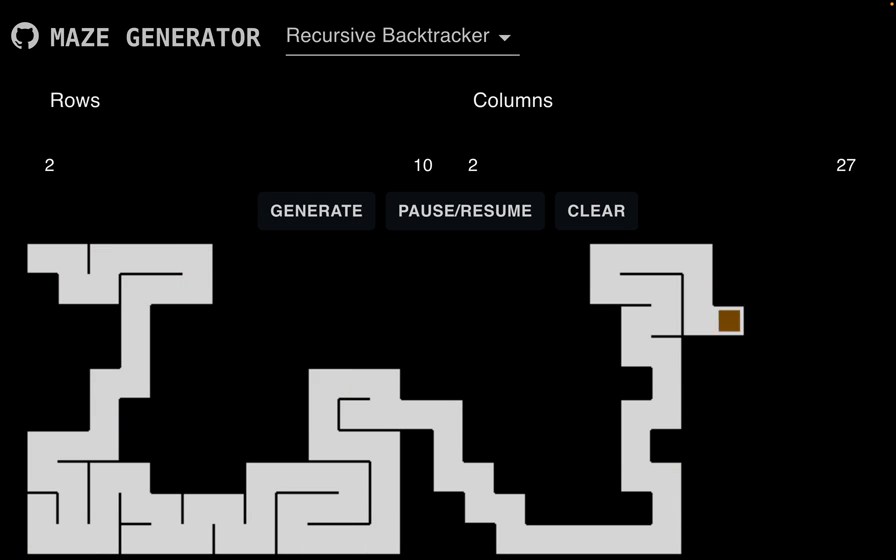 MAZE GENERATOR Recursive Backtracker
Rows Columns
2 10 2 27
GENERATE PAUSE/RESUME CLEAR